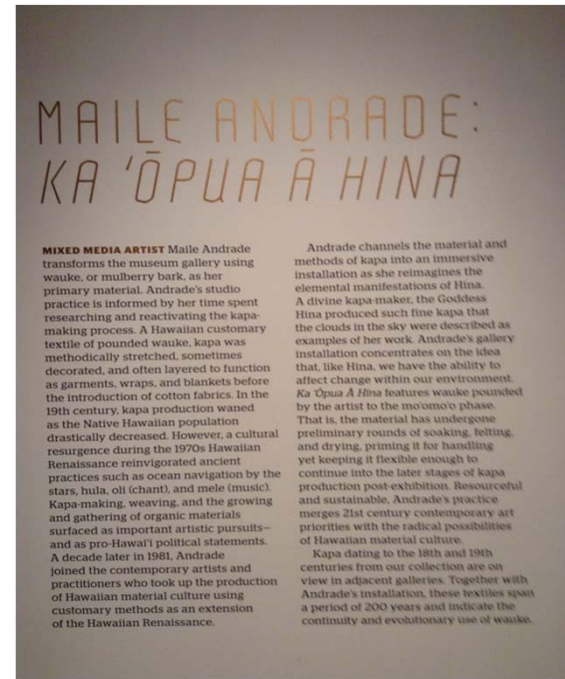 MAILE ANDRADE:
KA ʻŌPUA Ā HINA
MIXED MEDIA ARTIST Maile Andrade
transforms the museum gallery using
wauke, or mulberry bark, as her
primary material. Andrade's studio
practice is informed by her time spent
researching and reactivating the kapa-
making process. A Hawaiian customary
textile of pounded wauke, kapa was
methodically stretched, sometimes
decorated, and often layered to function
as garments, wraps, and blankets before
the introduction of cotton fabrics. In the
19th century, kapa production waned
as the Native Hawaiian population
drastically decreased. However, a cultural
resurgence during the 1970s Hawaiian
Renaissance reinvigorated ancient
practices such as ocean navigation by the
stars, hula, oli (chant), and mele (music).
Kapa-making, weaving, and the growing
and gathering of organic materials
surfaced as important artistic pursuits—
and as pro-Hawaiʻi political statements.
A decade later in 1981, Andrade
joined the contemporary artists and
practitioners who took up the production
of Hawaiian material culture using
customary methods as an extension
of the Hawaiian Renaissance.
Andrade channels the material and
methods of kapa into an immersive
installation as she reimagines the
elemental manifestations of Hina.
A divine kapa-maker, the Goddess
Hina produced such fine kapa that
the clouds in the sky were described as
examples of her work. Andrade's gallery
installation concentrates on the idea
that, like Hina, we have the ability to
affect change within our environment.
Ka ʻŌpua Ā Hina features wauke pounded
by the artist to the moʻomoʻo phase.
That is, the material has undergone
preliminary rounds of soaking, felting,
and drying, priming it for handling
yet keeping it flexible enough to
continue into the later stages of kapa
production post-exhibition. Resourceful
and sustainable, Andrade's practice
merges 21st century contemporary art
priorities with the radical possibilities
of Hawaiian material culture.
Kapa dating to the 18th and 19th
centuries from our collection are on
view in adjacent galleries. Together with
Andrade's installation, these textiles span
a period of 200 years and indicate the
continuity and evolutionary use of wauke.